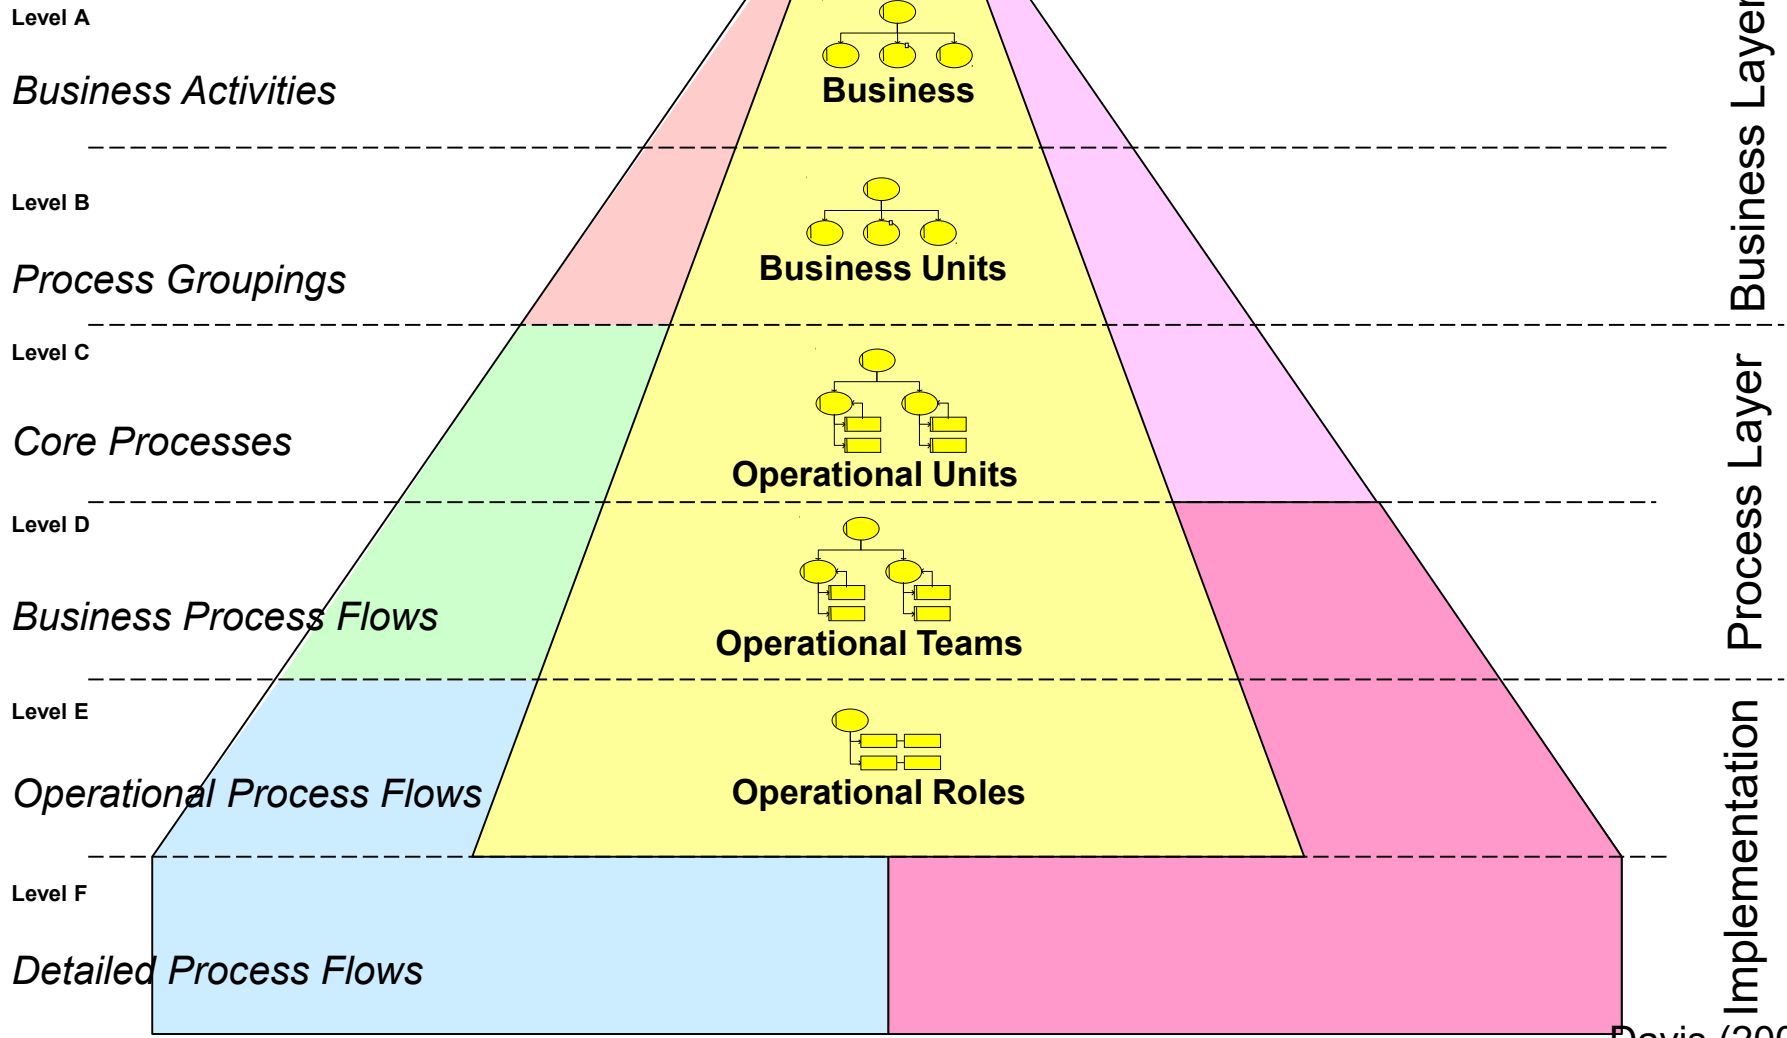 Level A
Business Activities
Business
Level B
Process Groupings
Business Units
Business Layer
Level C
Core Processes
Operational Units
Level D
Business Process Flows
Operational Teams
Process Layer
Level E
Operational Process Flows
Operational Roles
Level F
Detailed Process Flows
Implementation